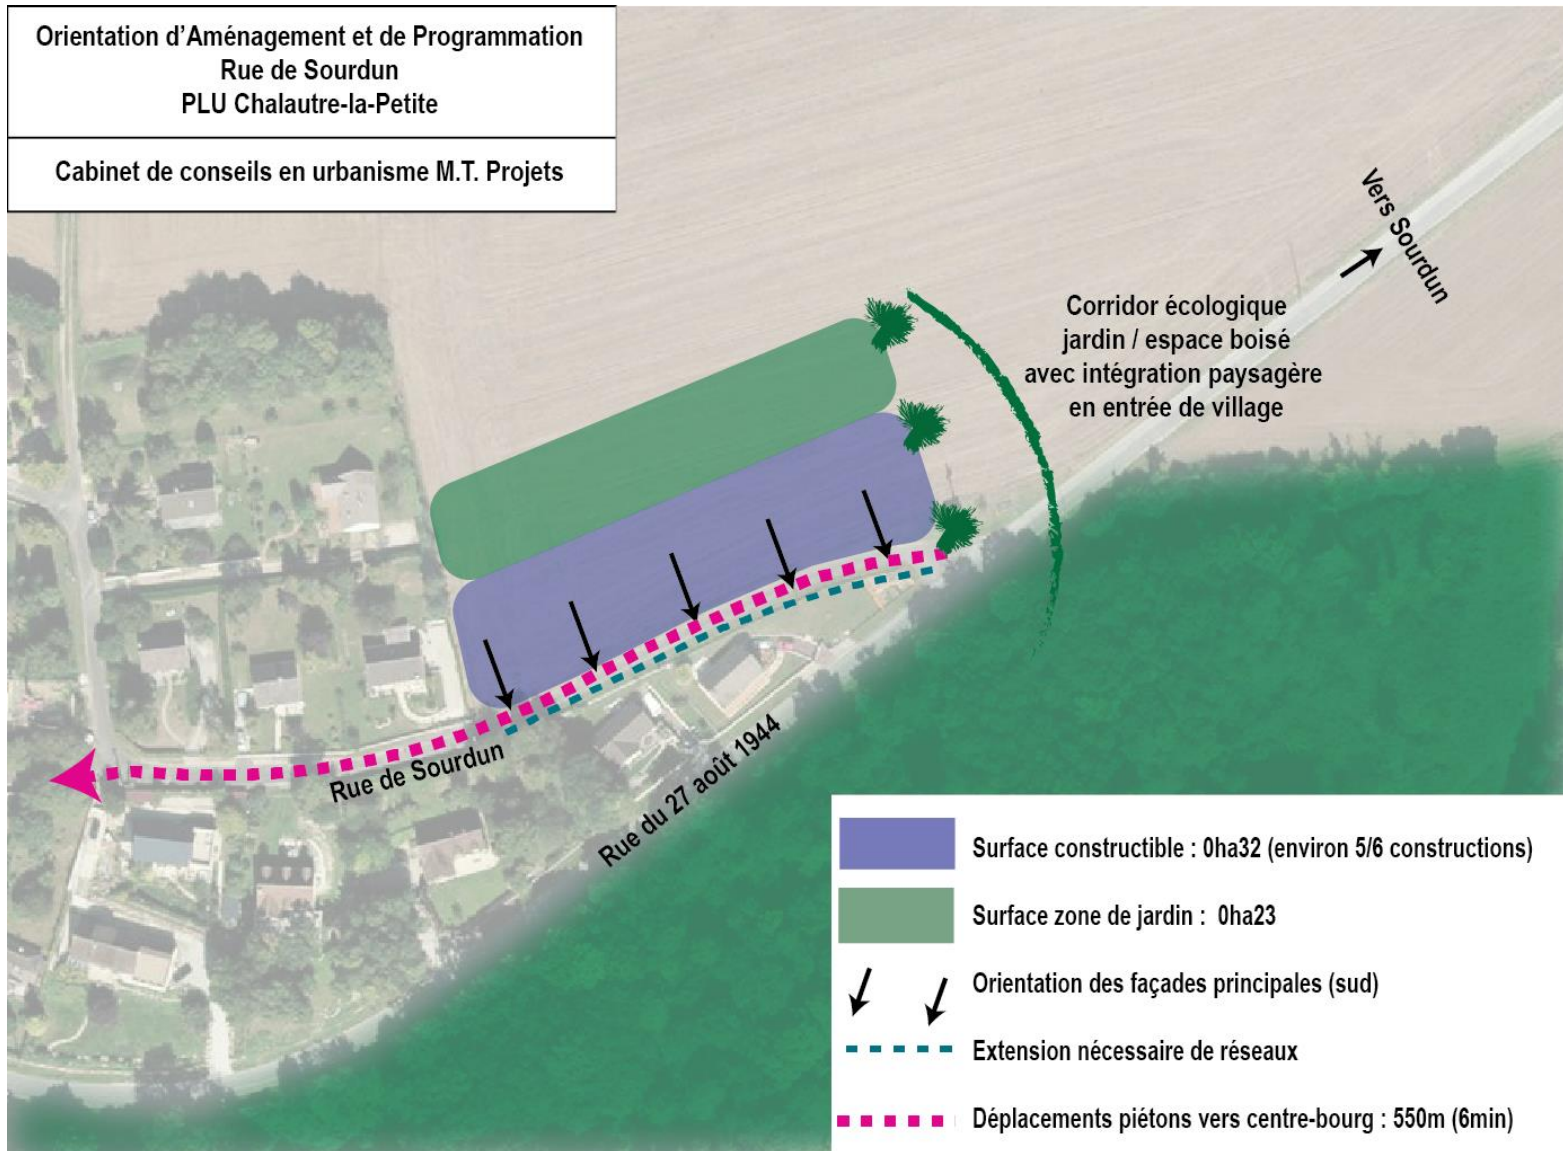 Orientation d’Aménagement et de Programmation
Rue de Sourdun
PLU Chalautre-la-Petite
Cabinet de conseils en urbanisme M.T. Projets
Vers Sourdun
Corridor écologique
jardin / espace boisé
avec intégration paysagère
en entrée de village
Rue de Sourdun
Rue du 27 août 1944
Surface constructible : 0ha32 (environ 5/6 constructions)
Surface zone de jardin : 0ha23
Orientation des façades principales (sud)
Extension nécessaire de réseaux
Déplacements piétons vers centre-bourg : 550m (6min)